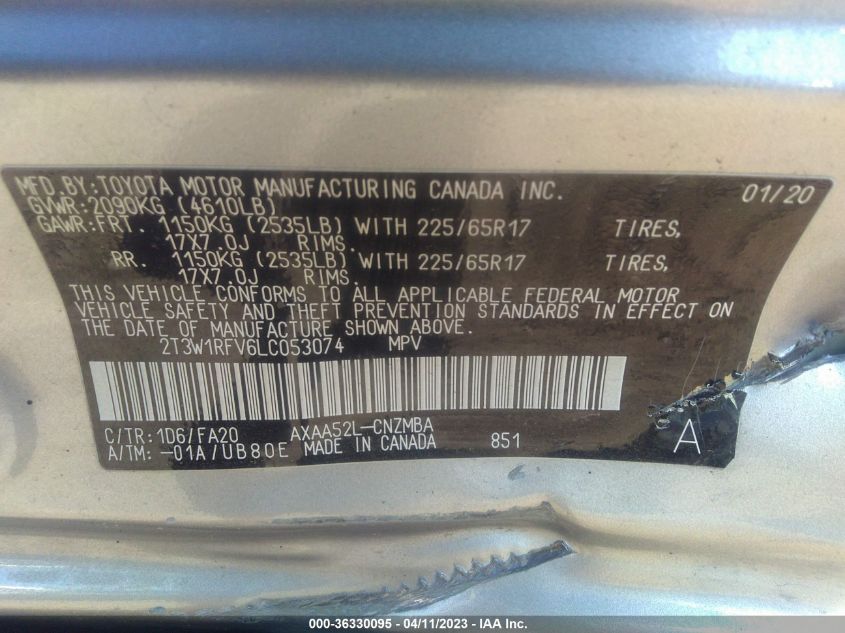 MFD.BY:TOYOTA MOTOR MANUFACTURING CANADA INC. 01/20
GVWR:2090KG (4610LB)
GAWR:FRT. 1150KG (2535LB) WITH 225/65R17 TIRES,
17X7.0J RIMS.
RR. 1150KG (2535LB) WITH 225/65R17 TIRES,
17X7.0J RIMS.
THIS VEHICLE CONFORMS TO ALL APPLICABLE FEDERAL MOTOR
VEHICLE SAFETY AND THEFT PREVENTION STANDARDS IN EFFECT ON
THE DATE OF MANUFACTURE SHOWN ABOVE.
2T3W1RFV6LC053074 MPV
C/TR:1D6/FA20 AXAA52L-CNZMBA
A/TM: -01A/UB80E MADE IN CANADA 851 A
000-36330095 - 04/11/2023 - IAA Inc.